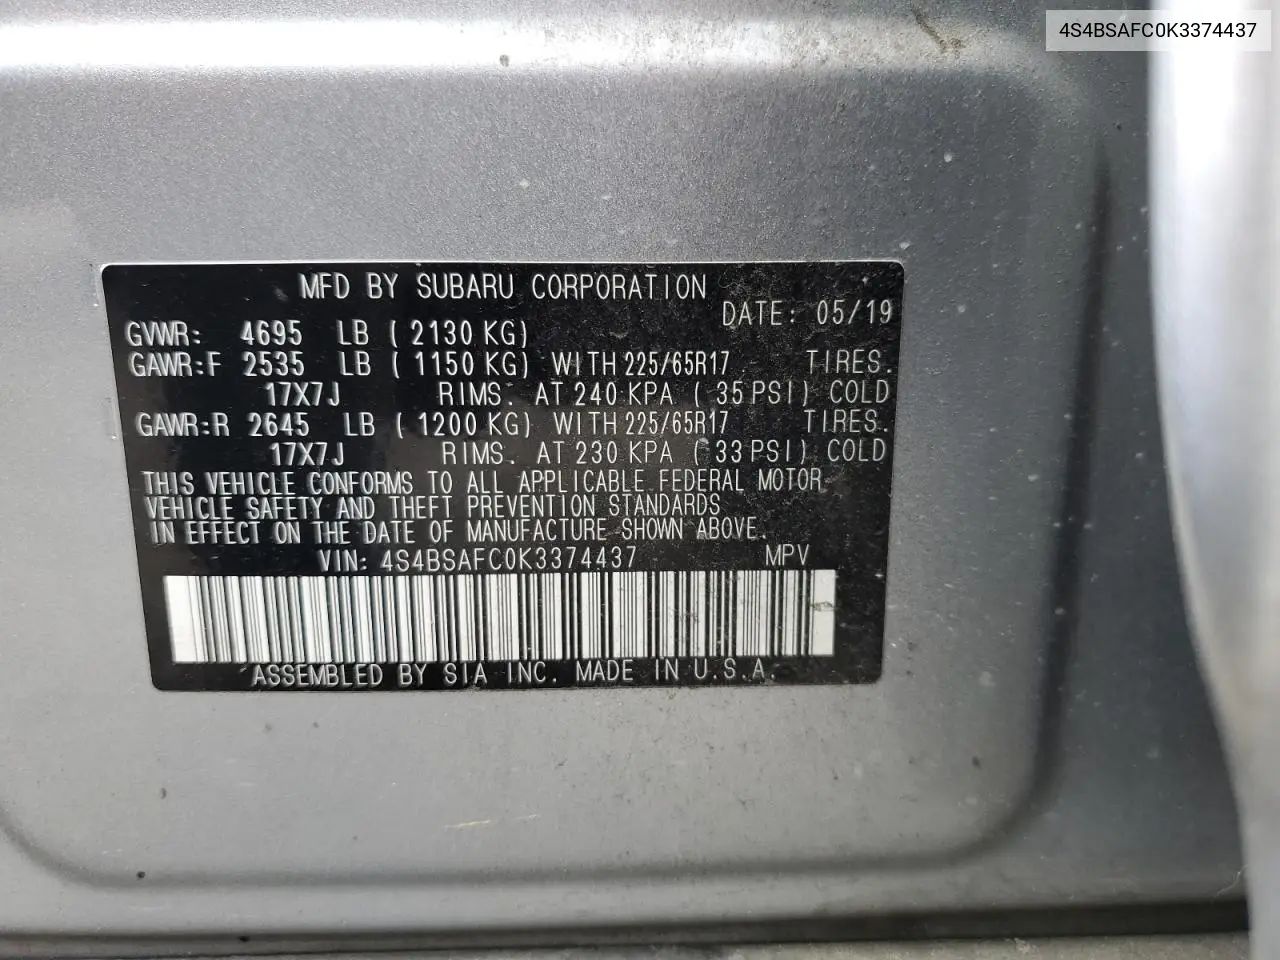 4S4BSAFC0K3374437
MFD BY SUBARU CORPORATION
DATE: 05/19
GVWR: 4695 LB ( 2130 KG)
GAWR:F 2535 LB ( 1150 KG) WITH 225/65R17 TIRES.
17X7J RIMS. AT 240 KPA ( 35 PSI) COLD
GAWR:R 2645 LB ( 1200 KG) WITH 225/65R17 TIRES.
17X7J RIMS. AT 230 KPA ( 33 PSI) COLD
THIS VEHICLE CONFORMS TO ALL APPLICABLE FEDERAL MOTOR
VEHICLE SAFETY AND THEFT PREVENTION STANDARDS
IN EFFECT ON THE DATE OF MANUFACTURE SHOWN ABOVE.
VIN: 4S4BSAFC0K3374437 MPV
ASSEMBLED BY SIA INC. MADE IN U.S.A.